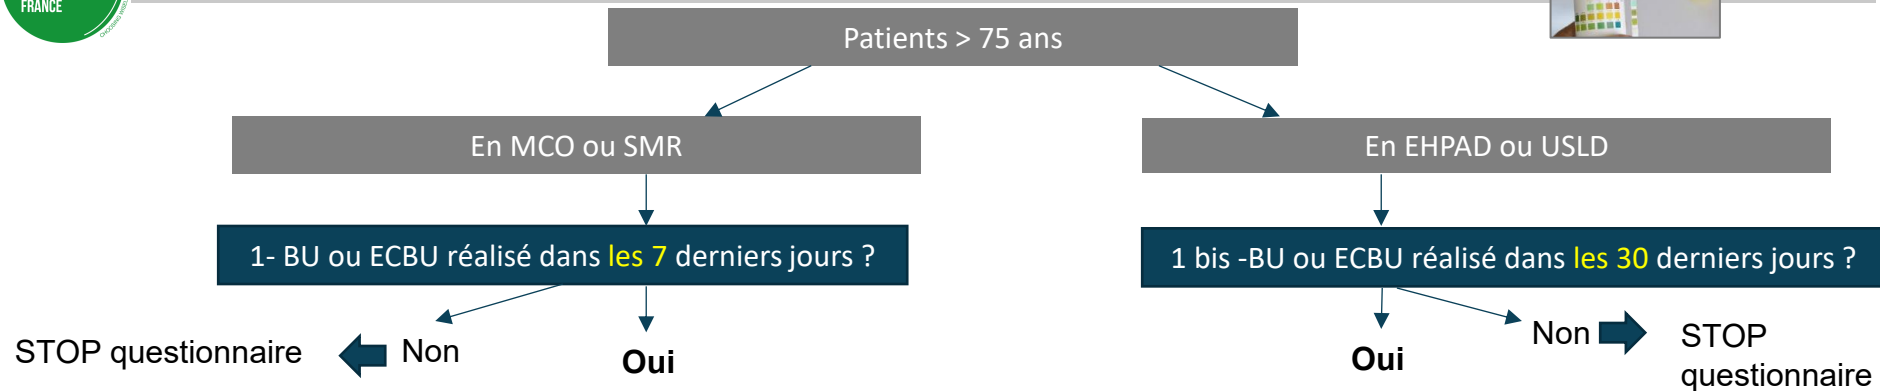 FRANCE
Patients > 75 ans
En MCO ou SMR
En EHPAD ou USLD
1- BU ou ECBU réalisé dans les 7 derniers jours ?
1 bis -BU ou ECBU réalisé dans les 30 derniers jours ?
STOP questionnaire
Non
Oui
Oui
Non
STOP
questionnaire